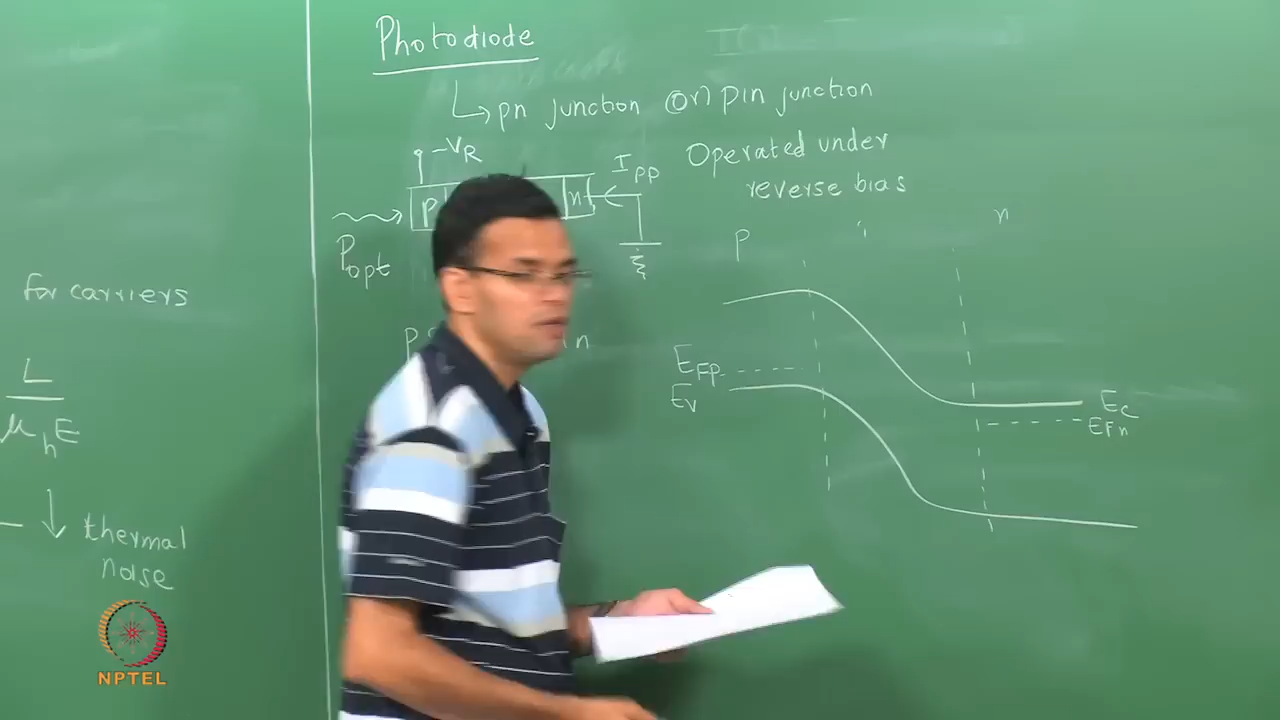 Photodiode
pn junction (or) pin junction
-VR
Ipp
Operated under
reverse bias
p
n
Popt
p
i
n
for carriers
L
μhE
EFp
Ev
Ec
EFn
n
thermal
noise
NPTEL